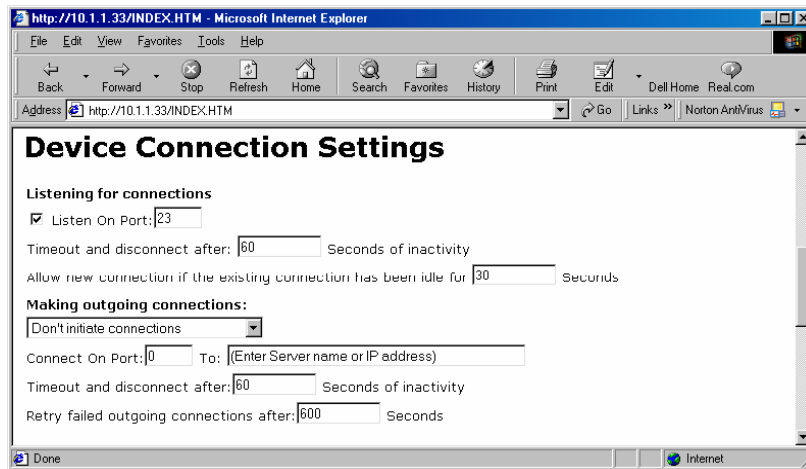 http://10.1.1.33/INDEX.HTM - Microsoft Internet Explorer
File Edit View Favorites Tools Help
Back Forward Stop Refresh Home Search Favorites History Print Edit Dell Home Real.com
Address http://10.1.1.33/INDEX.HTM Go Links » Norton AntiVirus
Device Connection Settings
Listening for connections
Listen On Port: 23
Timeout and disconnect after: 60 Seconds of inactivity
Allow new connection if the existing connection has been idle for 30 Seconds
Making outgoing connections:
Don't initiate connections
Connect On Port: 0 To: (Enter Server name or IP address)
Timeout and disconnect after: 60 Seconds of inactivity
Retry failed outgoing connections after: 600 Seconds
Done Internet